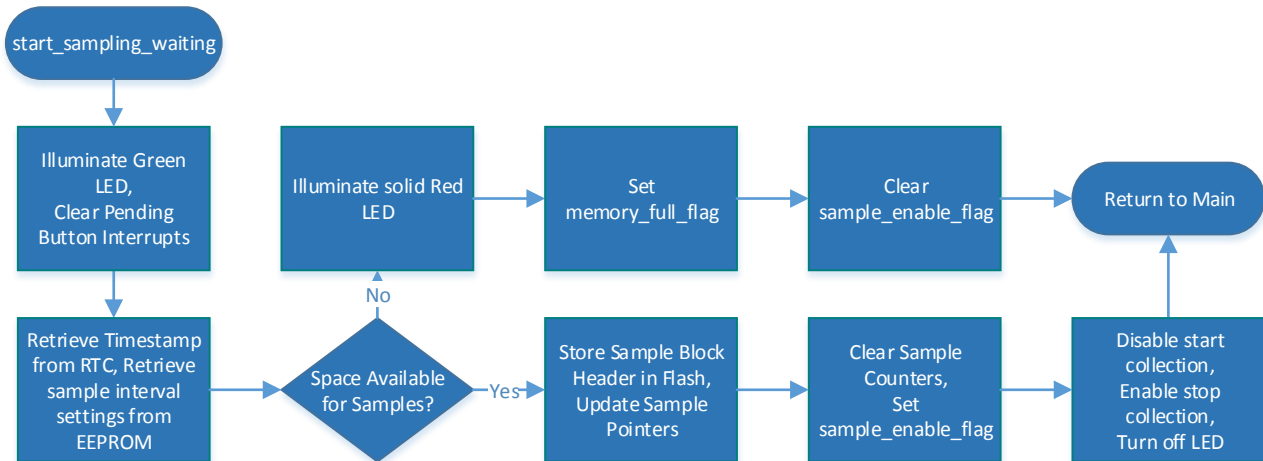 start_sampling_waiting
Illuminate Green
LED,
Clear Pending
Button Interrupts
Illuminate solid Red
LED
Set
memory_full_flag
Clear
sample_enable_flag
Return to Main
No
Retrieve Timestamp
from RTC, Retrieve
sample interval
settings from
EEPROM
Space Available
for Samples?
Yes
Store Sample Block
Header in Flash,
Update Sample
Pointers
Clear Sample
Counters,
Set
sample_enable_flag
Disable start
collection,
Enable stop
collection,
Turn off LED